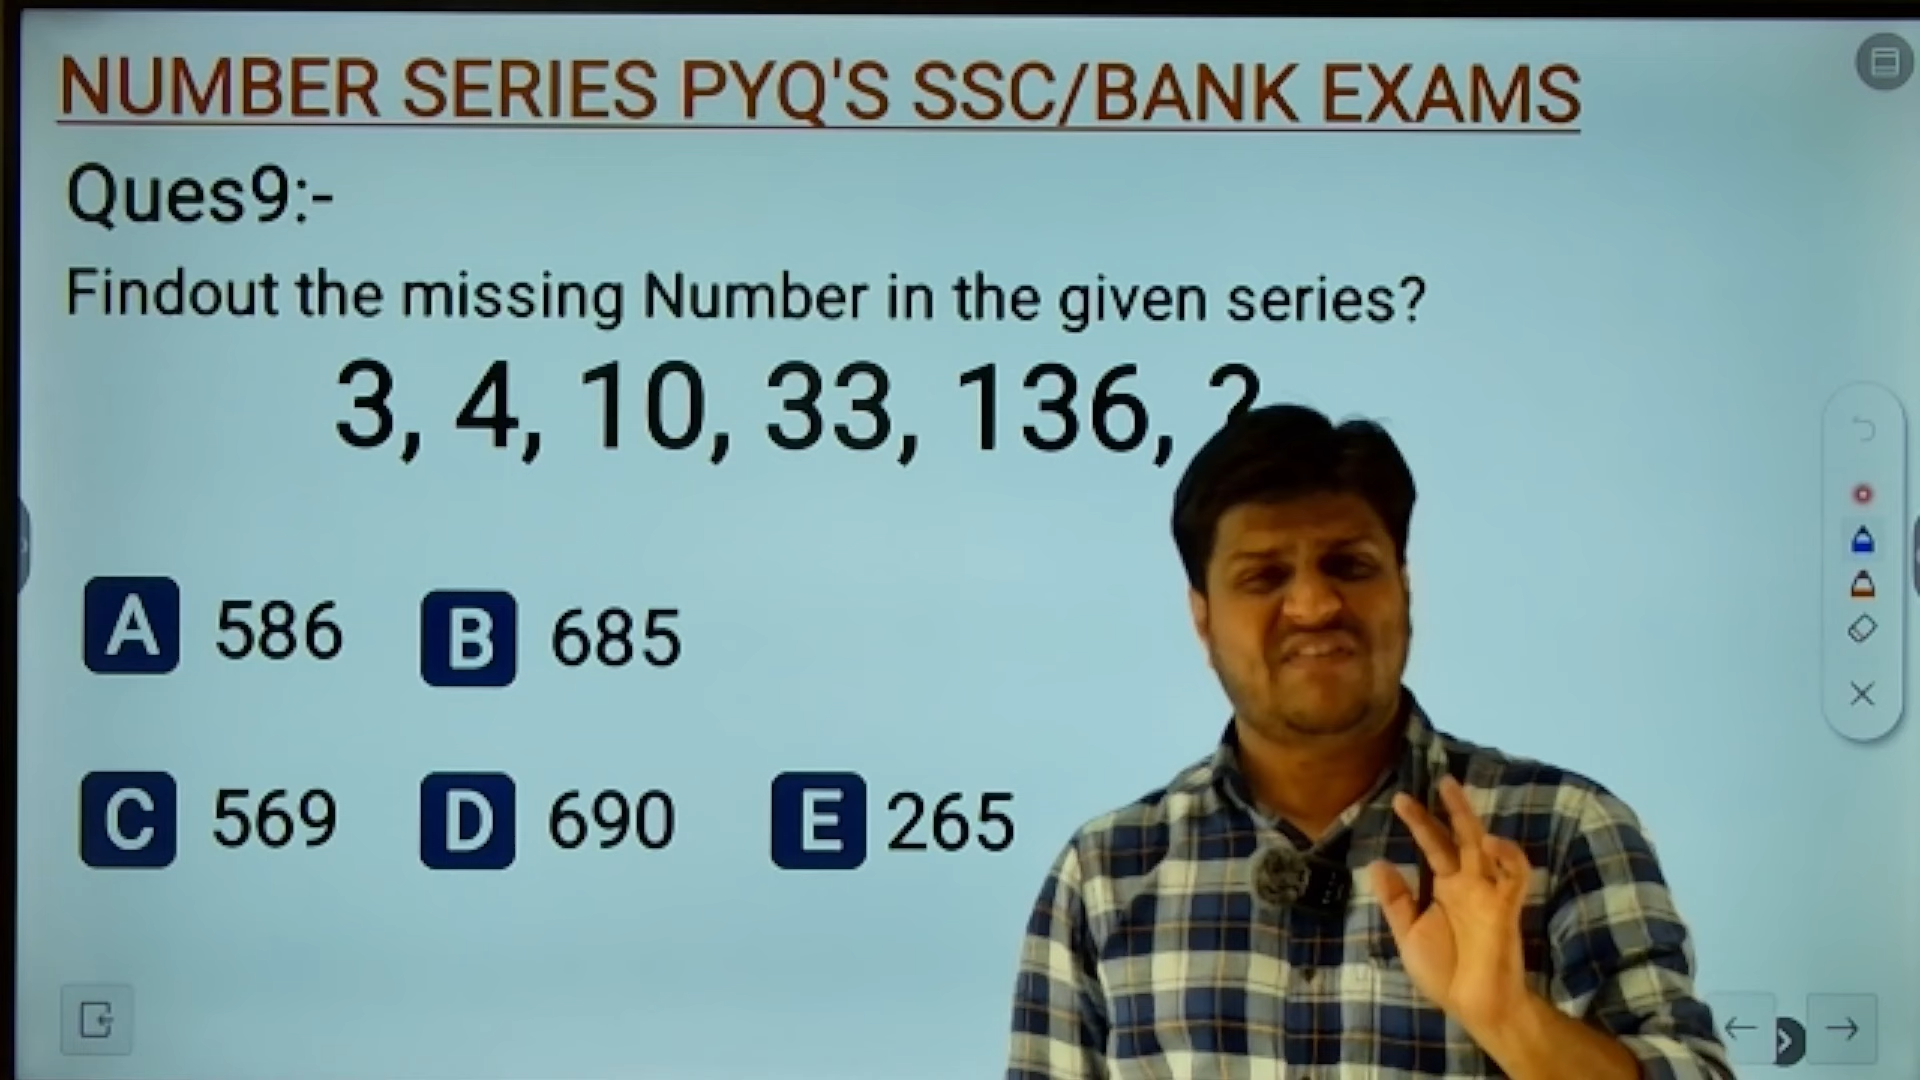 NUMBER SERIES PYQ'S SSC/BANK EXAMS
Ques9:-
Findout the missing Number in the given series?
3, 4, 10, 33, 136, ?
A 586 B 685
C 569 D 690 E 265